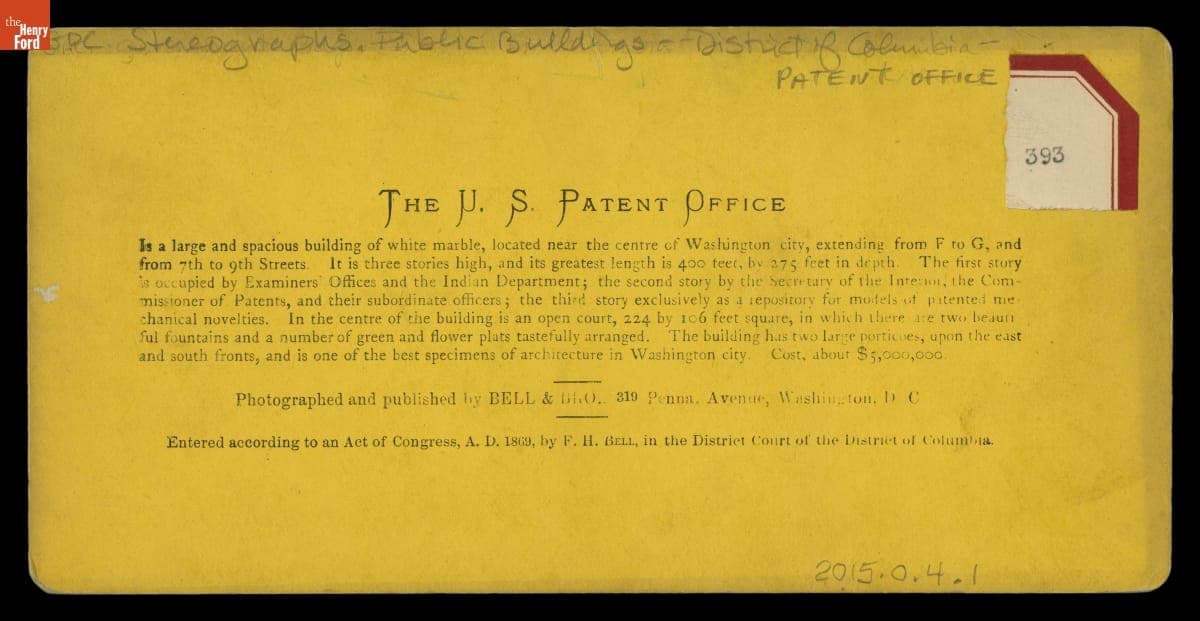 the
Henry
Ford
SPC. Stereographs. Public Buildings - District of Columbia -
PATENT OFFICE
393
THE U. S. PATENT OFFICE
Is a large and spacious building of white marble, located near the centre of Washington city, extending from F to G, and
from 7th to 9th Streets. It is three stories high, and its greatest length is 400 feet, by 275 feet in depth. The first story
is occupied by Examiners' Offices and the Indian Department; the second story by the Secretary of the Interior, the Com-
missioner of Patents, and their subordinate officers; the third story exclusively as a repository for models of patented me
chanical novelties. In the centre of the building is an open court, 224 by 106 feet square, in which there are two beauti
ful fountains and a number of green and flower plats tastefully arranged. The building has two large porticoes, upon the east
and south fronts, and is one of the best specimens of architecture in Washington city. Cost, about $5,000,000.
Photographed and published by BELL & BRO., 319 Penna. Avenue, Washington, D C
Entered according to an Act of Congress, A. D. 1869, by F. H. BELL, in the District Court of the District of Columbia.
2015.0.4.1